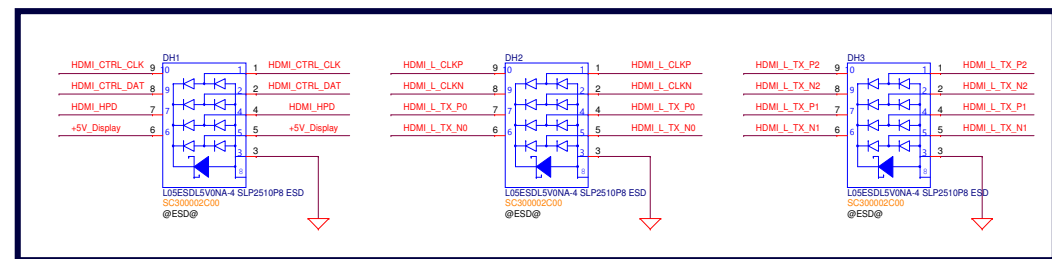 DH1
HDMI_CTRL_CLK 9 10 1 1 HDMI_CTRL_CLK
HDMI_CTRL_DAT 8 9 2 2 HDMI_CTRL_DAT
HDMI_HPD 7 7 4 4 HDMI_HPD
+5V_Display 6 6 5 5 +5V_Display
3 3
8
L05ESDL5V0NA-4 SLP2510P8 ESD
SC300002C00
@ESD@
DH2
HDMI_L_CLKP 9 10 1 1 HDMI_L_CLKP
HDMI_L_CLKN 8 9 2 2 HDMI_L_CLKN
HDMI_L_TX_P0 7 7 4 4 HDMI_L_TX_P0
HDMI_L_TX_N0 6 6 5 5 HDMI_L_TX_N0
3 3
8
L05ESDL5V0NA-4 SLP2510P8 ESD
SC300002C00
@ESD@
DH3
HDMI_L_TX_P2 9 10 1 1 HDMI_L_TX_P2
HDMI_L_TX_N2 8 9 2 2 HDMI_L_TX_N2
HDMI_L_TX_P1 7 7 4 4 HDMI_L_TX_P1
HDMI_L_TX_N1 6 6 5 5 HDMI_L_TX_N1
3 3
8
L05ESDL5V0NA-4 SLP2510P8 ESD
SC300002C00
@ESD@